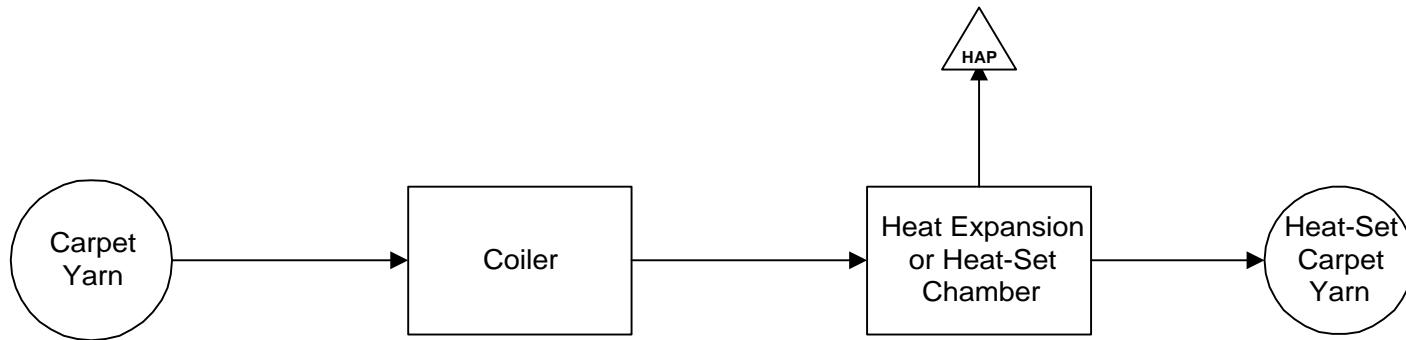 HAP
Carpet
Yarn
Coiler
Heat Expansion
or Heat-Set
Chamber
Heat-Set
Carpet
Yarn